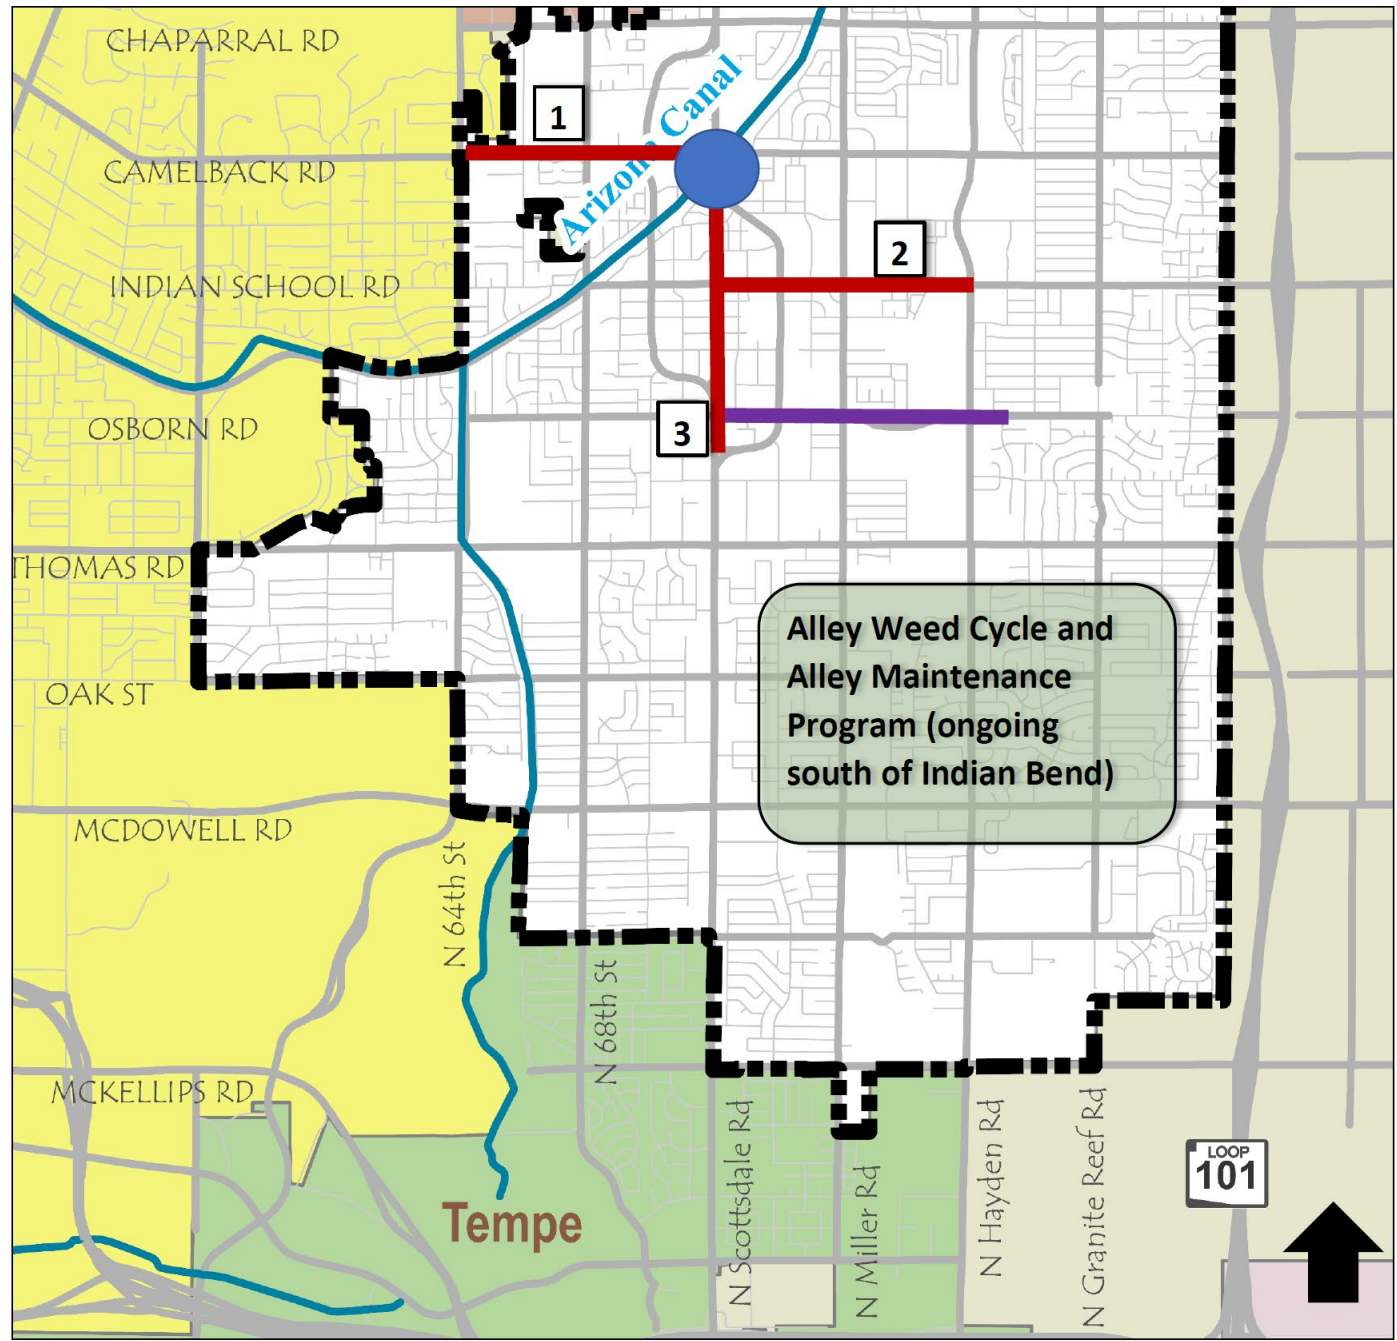 CHAPARRAL RD
1
Arizona Canal
CAMELBACK RD
2
INDIAN SCHOOL RD
OSBORN RD
3
THOMAS RD
Alley Weed Cycle and
Alley Maintenance
Program (ongoing
south of Indian Bend)
OAK ST
MCDOWELL RD
N 64th St
N 68th St
MCKELLIPS RD
N Scottsdale Rd
N Miller Rd
N Hayden Rd
N Granite Reef Rd
LOOP
101
Tempe